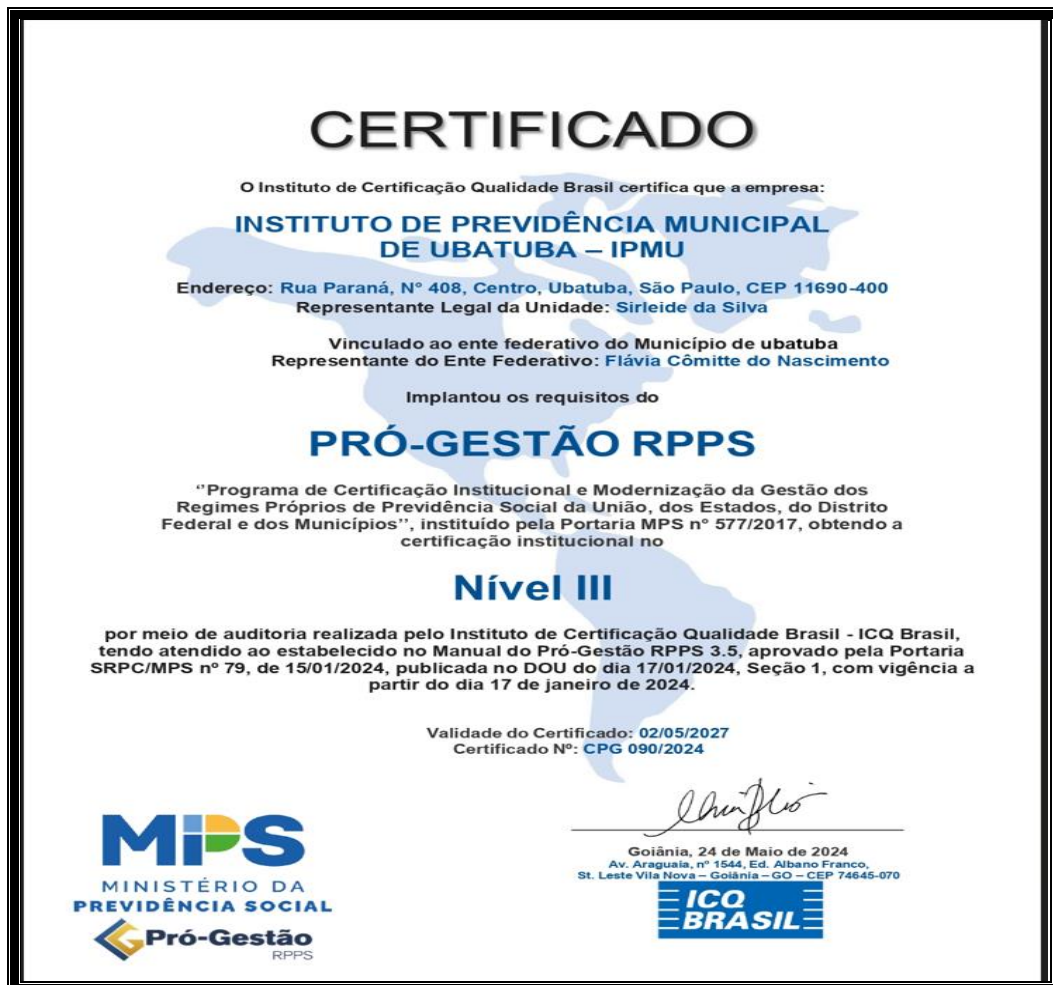 CERTIFICADO
O Instituto de Certificação Qualidade Brasil certifica que a empresa:
INSTITUTO DE PREVIDÊNCIA MUNICIPAL
DE UBATUBA – IPMU
Endereço: Rua Paraná, N° 408, Centro, Ubatuba, São Paulo, CEP 11690-400
Representante Legal da Unidade: Sirleide da Silva
Vinculado ao ente federativo do Município de ubatuba
Representante do Ente Federativo: Flávia Cômitte do Nascimento
Implantou os requisitos do
PRÓ-GESTÃO RPPS
‘‘Programa de Certificação Institucional e Modernização da Gestão dos
Regimes Próprios de Previdência Social da União, dos Estados, do Distrito
Federal e dos Municípios’’, instituído pela Portaria MPS n° 577/2017, obtendo a
certificação institucional no
Nível III
por meio de auditoria realizada pelo Instituto de Certificação Qualidade Brasil - ICQ Brasil,
tendo atendido ao estabelecido no Manual do Pró-Gestão RPPS 3.5, aprovado pela Portaria
SRPC/MPS nº 79, de 15/01/2024, publicada no DOU do dia 17/01/2024, Seção 1, com vigência a
partir do dia 17 de janeiro de 2024.
Validade do Certificado: 02/05/2027
Certificado Nº: CPG 090/2024
Goiânia, 24 de Maio de 2024
Av. Araguaia, n° 1544, Ed. Albano Franco,
St. Leste Vila Nova – Goiânia – GO – CEP 74645-070
ICQ
BRASIL
MPS
MINISTÉRIO DA
PREVIDÊNCIA SOCIAL
Pró-Gestão
RPPS